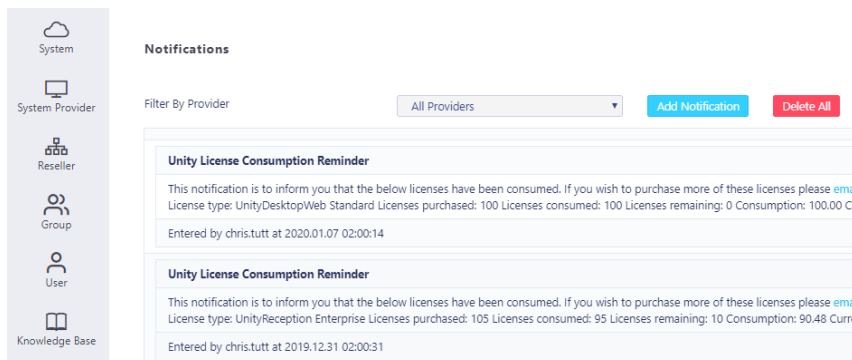 System
System Provider
Reseller
Group
User
Knowledge Base
Notifications
Filter By Provider
All Providers
Add Notification
Delete All
Unity License Consumption Reminder
This notification is to inform you that the below licenses have been consumed. If you wish to purchase more of these licenses please
License type: UnityDesktopWeb Standard Licenses purchased: 100 Licenses consumed: 100 Licenses remaining: 0 Consumption: 100.00
Entered by chris.tutt at 2020.01.07 02:00:14
Unity License Consumption Reminder
This notification is to inform you that the below licenses have been consumed. If you wish to purchase more of these licenses please
License type: UnityReception Enterprise Licenses purchased: 105 Licenses consumed: 95 Licenses remaining: 10 Consumption: 90.48
Entered by chris.tutt at 2019.12.31 02:00:31